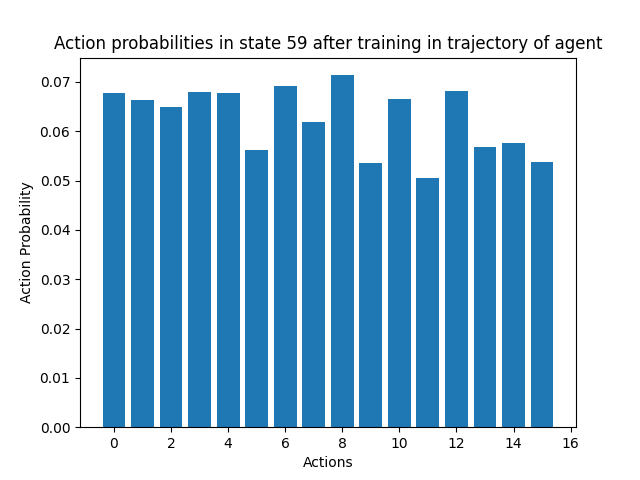 Action probabilities in state 59 after training in trajectory of agent
0.07
0.06
0.05
0.04
0.03
0.02
0.01
0.00
Action Probability
0 2 4 6 8 10 12 14 16
Actions